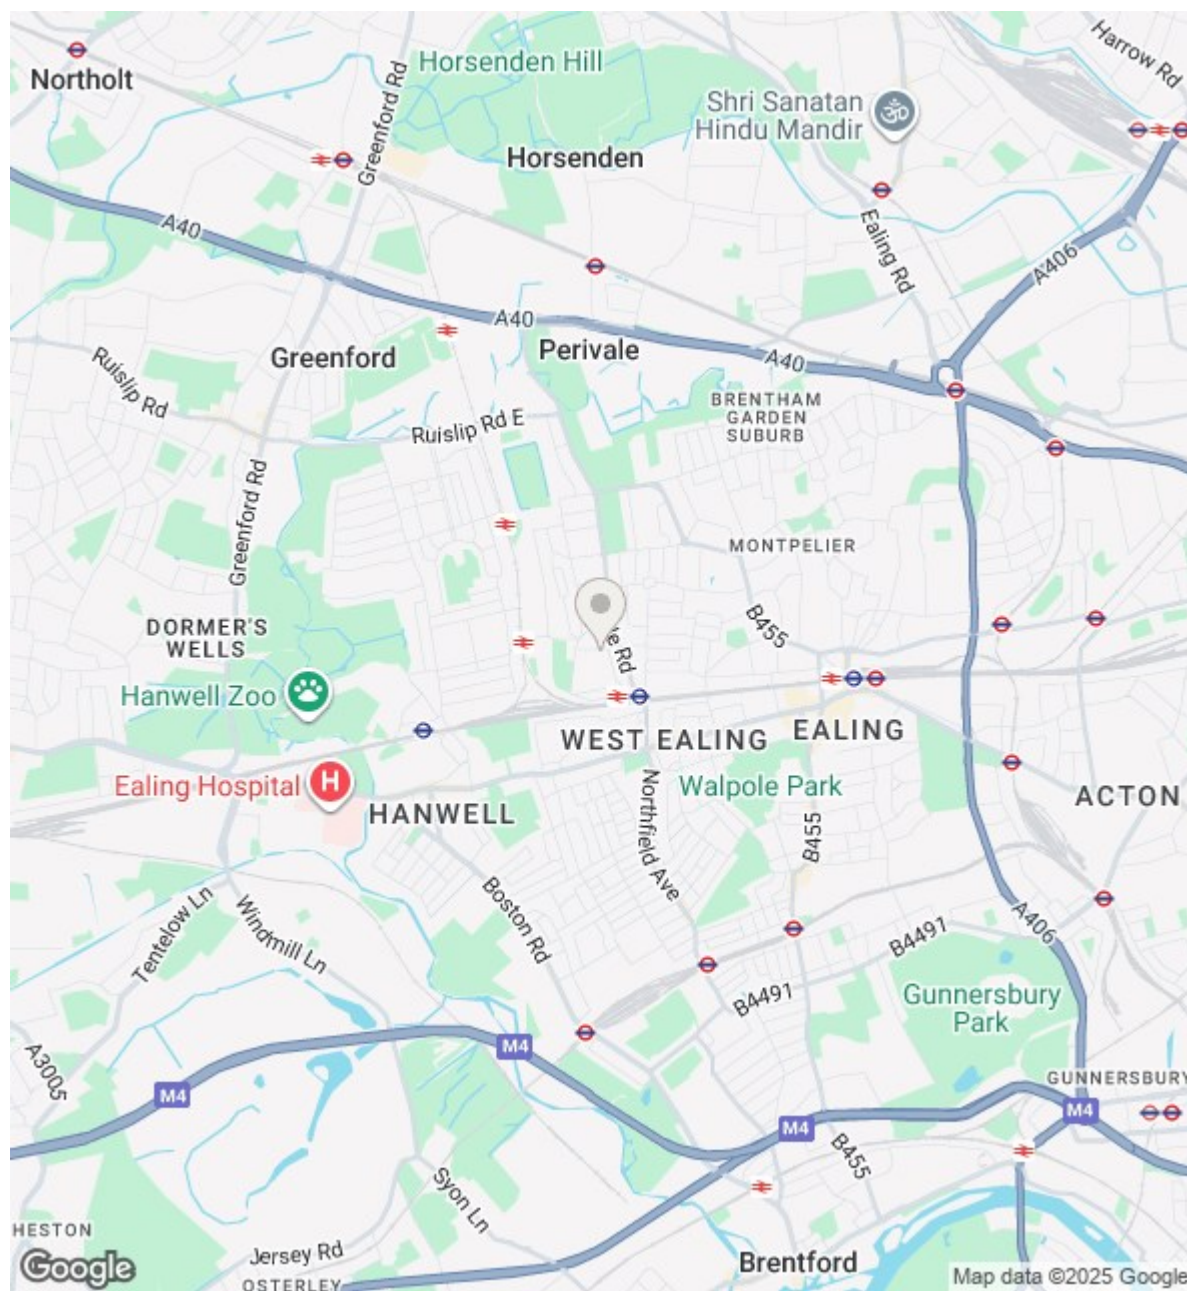 Northolt
Horsenden Hill
Harrow Rd
Greenford Rd
Shri Sanatan
Hindu Mandir
Horsenden
A40
Ealing Rd
A406
A40
Perivale
A40
Greenford
Ruislip Rd
BRENTHAM
GARDEN
SUBURB
Ruislip Rd E
Greenford Rd
MONTPELIER
DORMER'S
WELLS
B455
Rd
Hanwell Zoo
WEST EALING
EALING
Ealing Hospital
H
Walpole Park
ACTON
HANWELL
Northfield Ave
B455
Boston Rd
Tentelow Ln
Windmill Ln
A406
B4491
B4491
Gunnersbury
Park
M4
A3005
M4
GUNNERSBURY
M4
M4
B455
Syon Ln
HESTON
Jersey Rd
Brentford
Google
OSTERLEY
Map data ©2025 Google